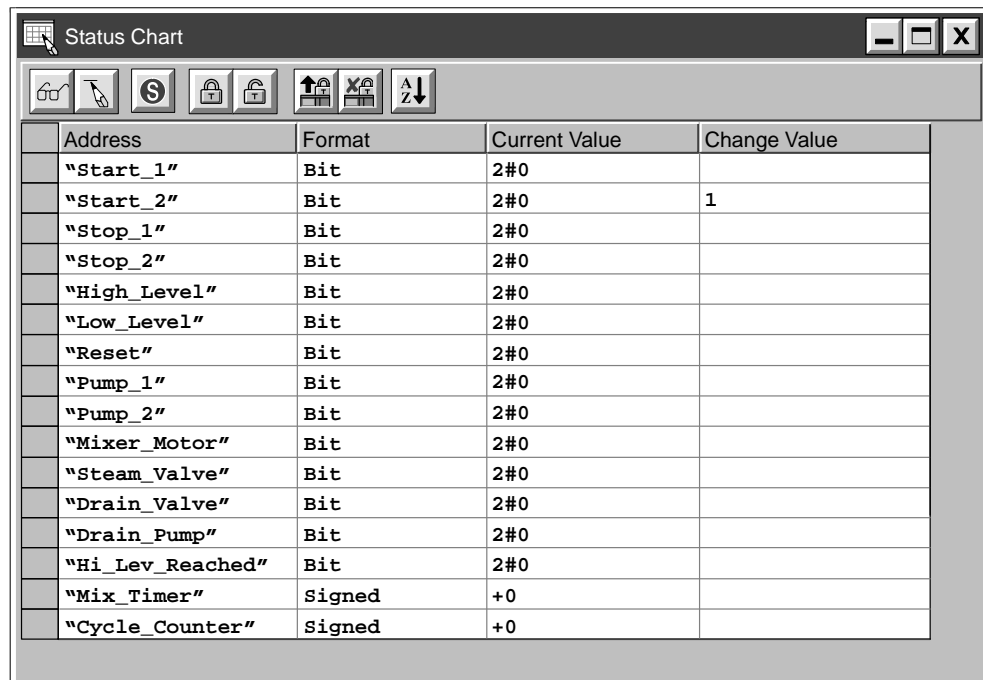 Status Chart
Address Format Current Value Change Value
“Start_1” Bit 2#0
“Start_2” Bit 2#0 1
“Stop_1” Bit 2#0
“Stop_2” Bit 2#0
“High_Level” Bit 2#0
“Low_Level” Bit 2#0
“Reset” Bit 2#0
“Pump_1” Bit 2#0
“Pump_2” Bit 2#0
“Mixer_Motor” Bit 2#0
“Steam_Valve” Bit 2#0
“Drain_Valve” Bit 2#0
“Drain_Pump” Bit 2#0
“Hi_Lev_Reached” Bit 2#0
“Mix_Timer” Signed +0
“Cycle_Counter” Signed +0